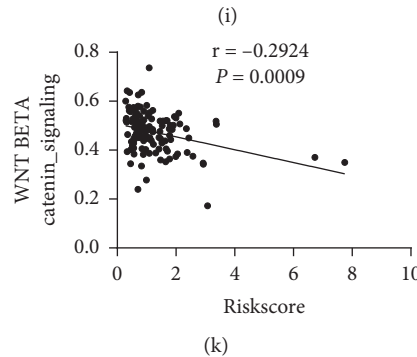 (i)
r = –0.2924
P = 0.0009
WNT BETA
catenin_signaling
0.8
0.6
0.4
0.2
0.0
0 2 4 6 8 10
Riskscore
(k)